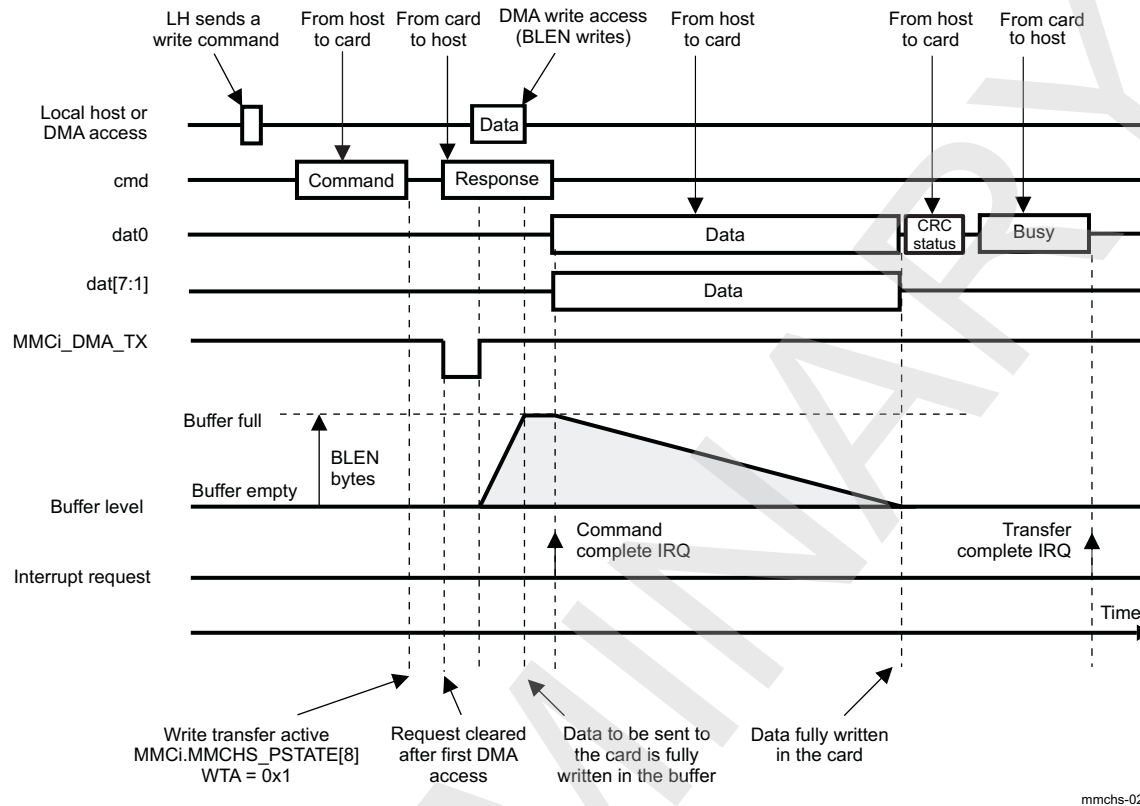 LH sends a
write command
From host
to card
From card
to host
DMA write access
(BLEN writes)
From host
to card
From host
to card
From card
to host
Local host or
DMA access
Data
cmd
Command
Response
dat0
Data
CRC
status
Busy
dat[7:1]
Data
MMCi_DMA_TX
Buffer full
BLEN
bytes
Buffer empty
Buffer level
Command
complete IRQ
Transfer
complete IRQ
Interrupt request
Time
Write transfer active
MMCi.MMCHS_PSTATE[8]
WTA = 0x1
Request cleared
after first DMA
access
Data to be sent to
the card is fully
written in the buffer
Data fully written
in the card
mmchs-02
MINARY